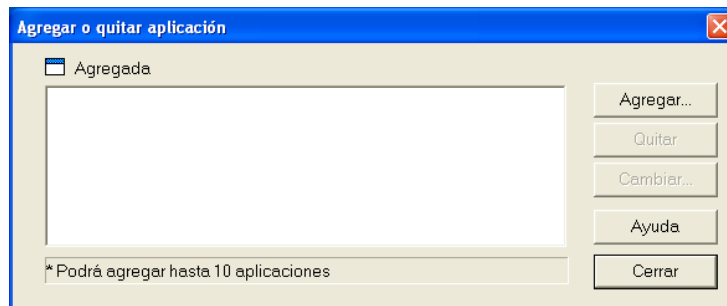 Agregar o quitar aplicación
Agregada
Agregar...
Quitar
Cambiar...
Ayuda
* Podrá agregar hasta 10 aplicaciones
Cerrar